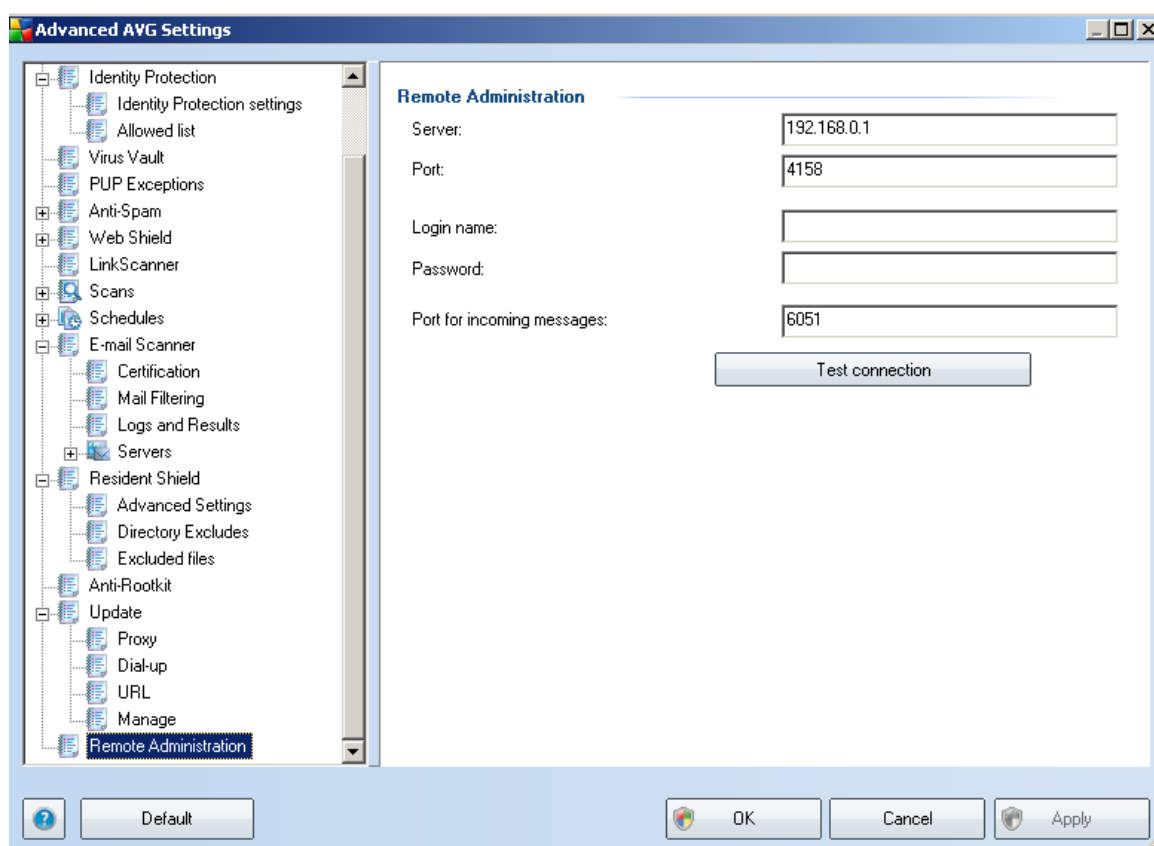 Advanced AVG Settings
Identity Protection
Identity Protection settings
Allowed list
Virus Vault
PUP Exceptions
Anti-Spam
Web Shield
LinkScanner
Scans
Schedules
E-mail Scanner
Certification
Mail Filtering
Logs and Results
Servers
Resident Shield
Advanced Settings
Directory Excludes
Excluded files
Anti-Rootkit
Update
Proxy
Dial-up
URL
Manage
Remote Administration
Remote Administration
Server: 192.168.0.1
Port: 4158
Login name:
Password:
Port for incoming messages: 6051
Test connection
Default
OK
Cancel
Apply